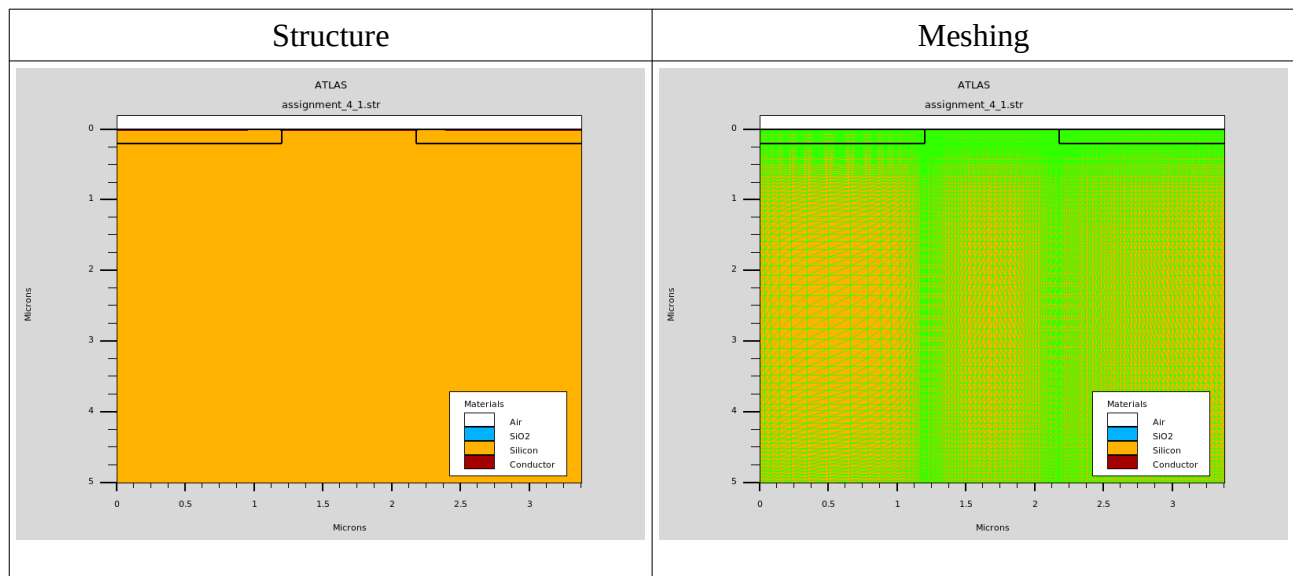 Structure
Meshing
ATLAS
assignment_4_1.str
Microns
0
1
2
3
4
5
Materials
Air
SiO2
Silicon
Conductor
0
0.5
1
1.5
2
2.5
3
Microns
ATLAS
assignment_4_1.str
Microns
0
1
2
3
4
5
Materials
Air
SiO2
Silicon
Conductor
0
0.5
1
1.5
2
2.5
3
Microns